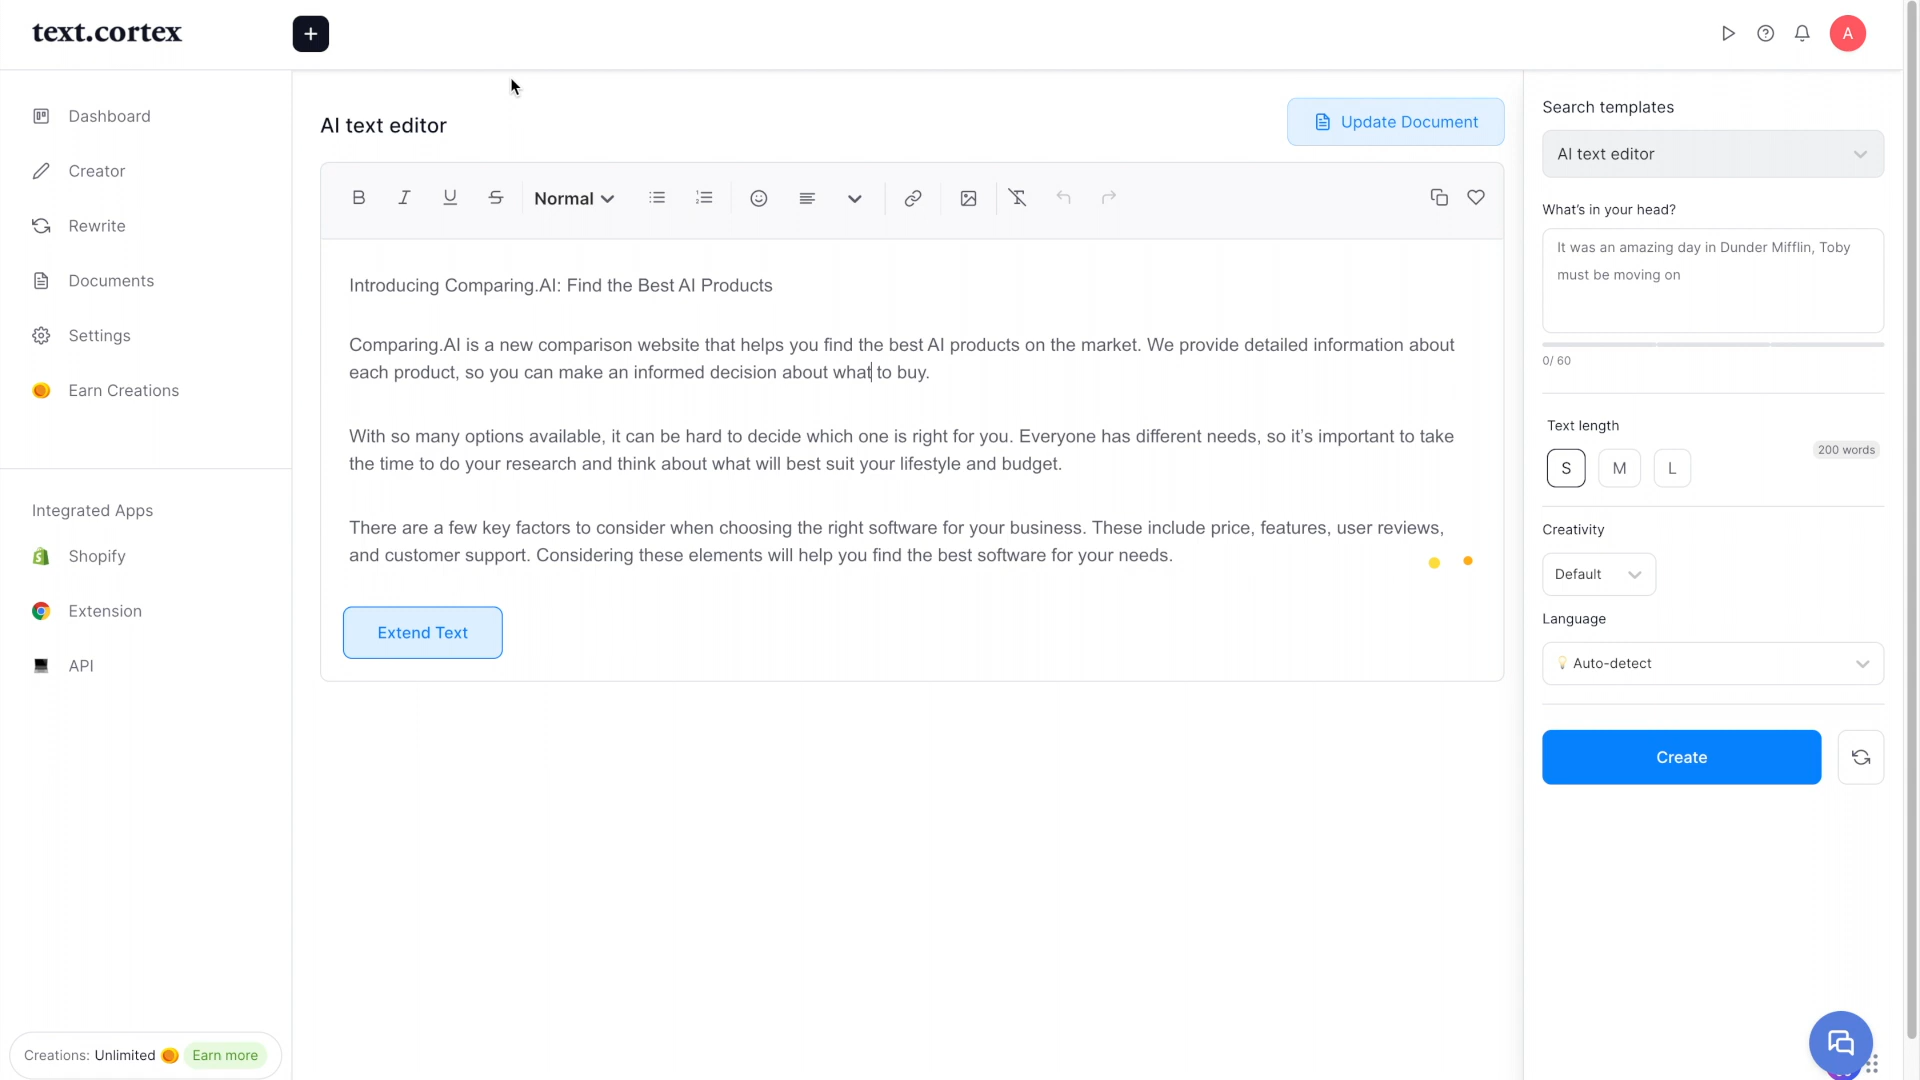 text.cortex
A
Dashboard
Creator
Rewrite
Documents
Settings
Earn Creations
Integrated Apps
Shopify
Extension
API
Creations: Unlimited Earn more
AI text editor
Update Document
B I U S Normal
Introducing Comparing.AI: Find the Best AI Products
Comparing.AI is a new comparison website that helps you find the best AI products on the market. We provide detailed information about
each product, so you can make an informed decision about what to buy.
With so many options available, it can be hard to decide which one is right for you. Everyone has different needs, so it’s important to take
the time to do your research and think about what will best suit your lifestyle and budget.
There are a few key factors to consider when choosing the right software for your business. These include price, features, user reviews,
and customer support. Considering these elements will help you find the best software for your needs.
Extend Text
Search templates
AI text editor
What's in your head?
It was an amazing day in Dunder Mifflin, Toby
must be moving on
0/ 60
Text length
200 words
S M L
Creativity
Default
Language
Auto-detect
Create